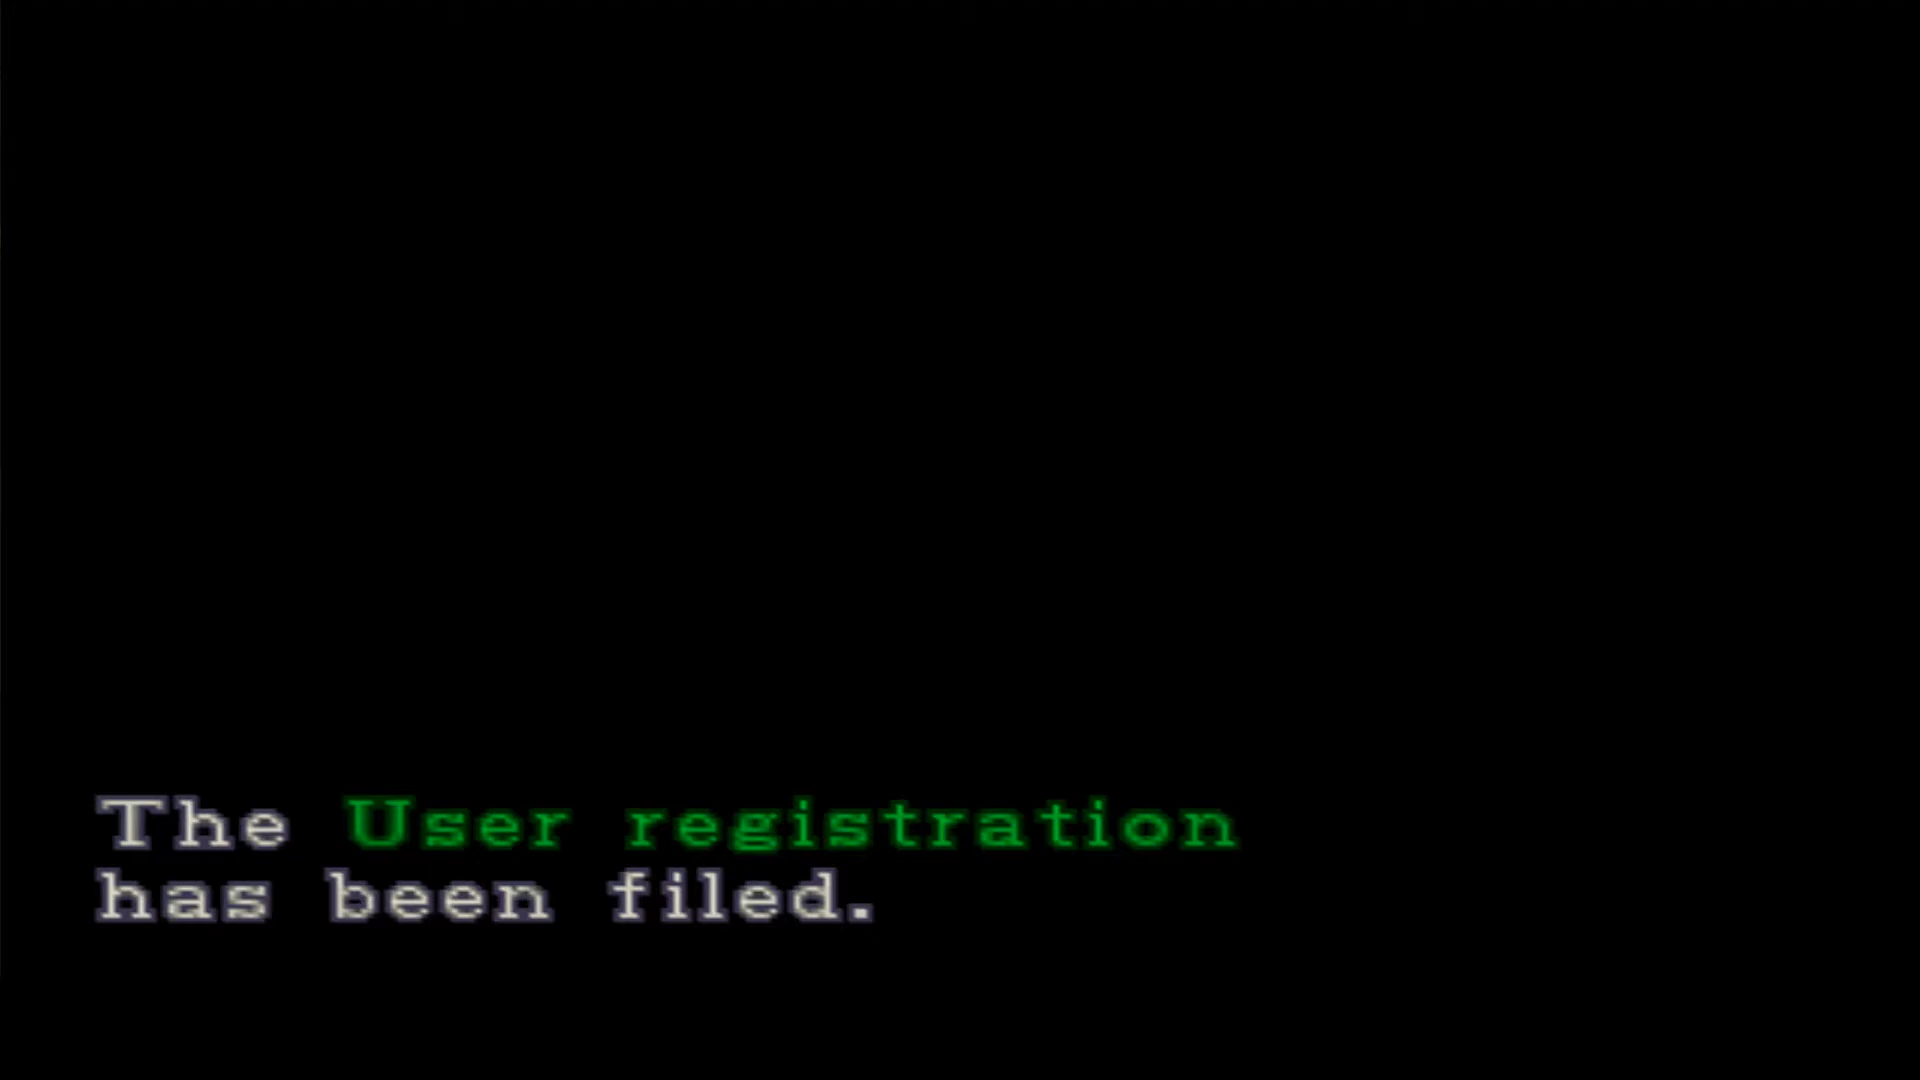 The User registration
has been filed.